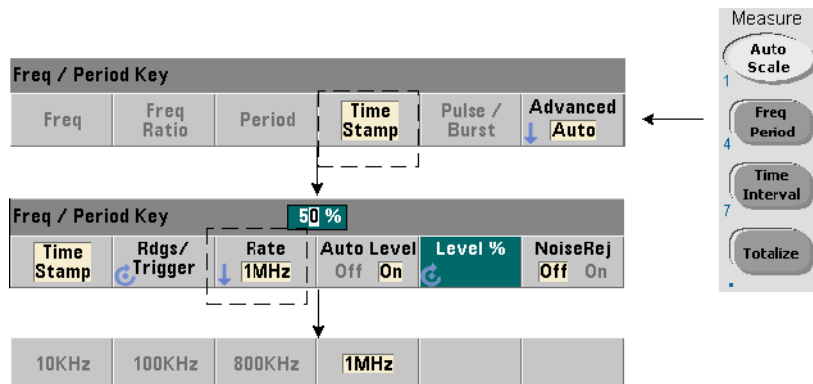 Measure
Auto
Scale
1
Freq
Period
4
Time
Interval
7
Totalize
Freq / Period Key
Freq
Freq
Ratio
Period
Time
Stamp
Pulse /
Burst
Advanced
Auto
Freq / Period Key
50 %
Time
Stamp
Rdgs/
Trigger
Rate
1MHz
Auto Level
Off On
Level %
NoiseRej
Off On
10KHz
100KHz
800KHz
1MHz